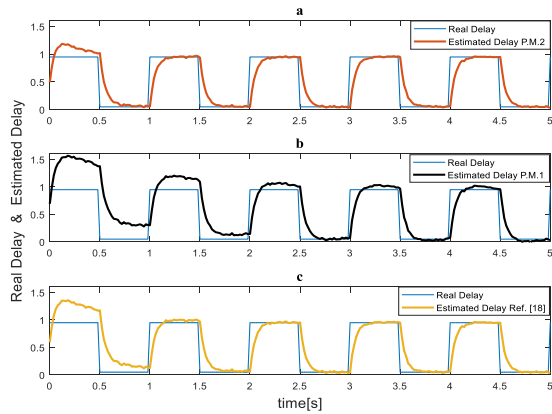 a
Real Delay
Estimated Delay P.M.2
1.5
1
0.5
0
0 0.5 1 1.5 2 2.5 3 3.5 4 4.5 5
b
Real Delay
Estimated Delay P.M.1
1.5
1
0.5
0
0 0.5 1 1.5 2 2.5 3 3.5 4 4.5 5
c
Real Delay
Estimated Delay Ref. [18]
1.5
1
0.5
0
0 0.5 1 1.5 2 2.5 3 3.5 4 4.5 5
Real Delay & Estimated Delay
time[s]